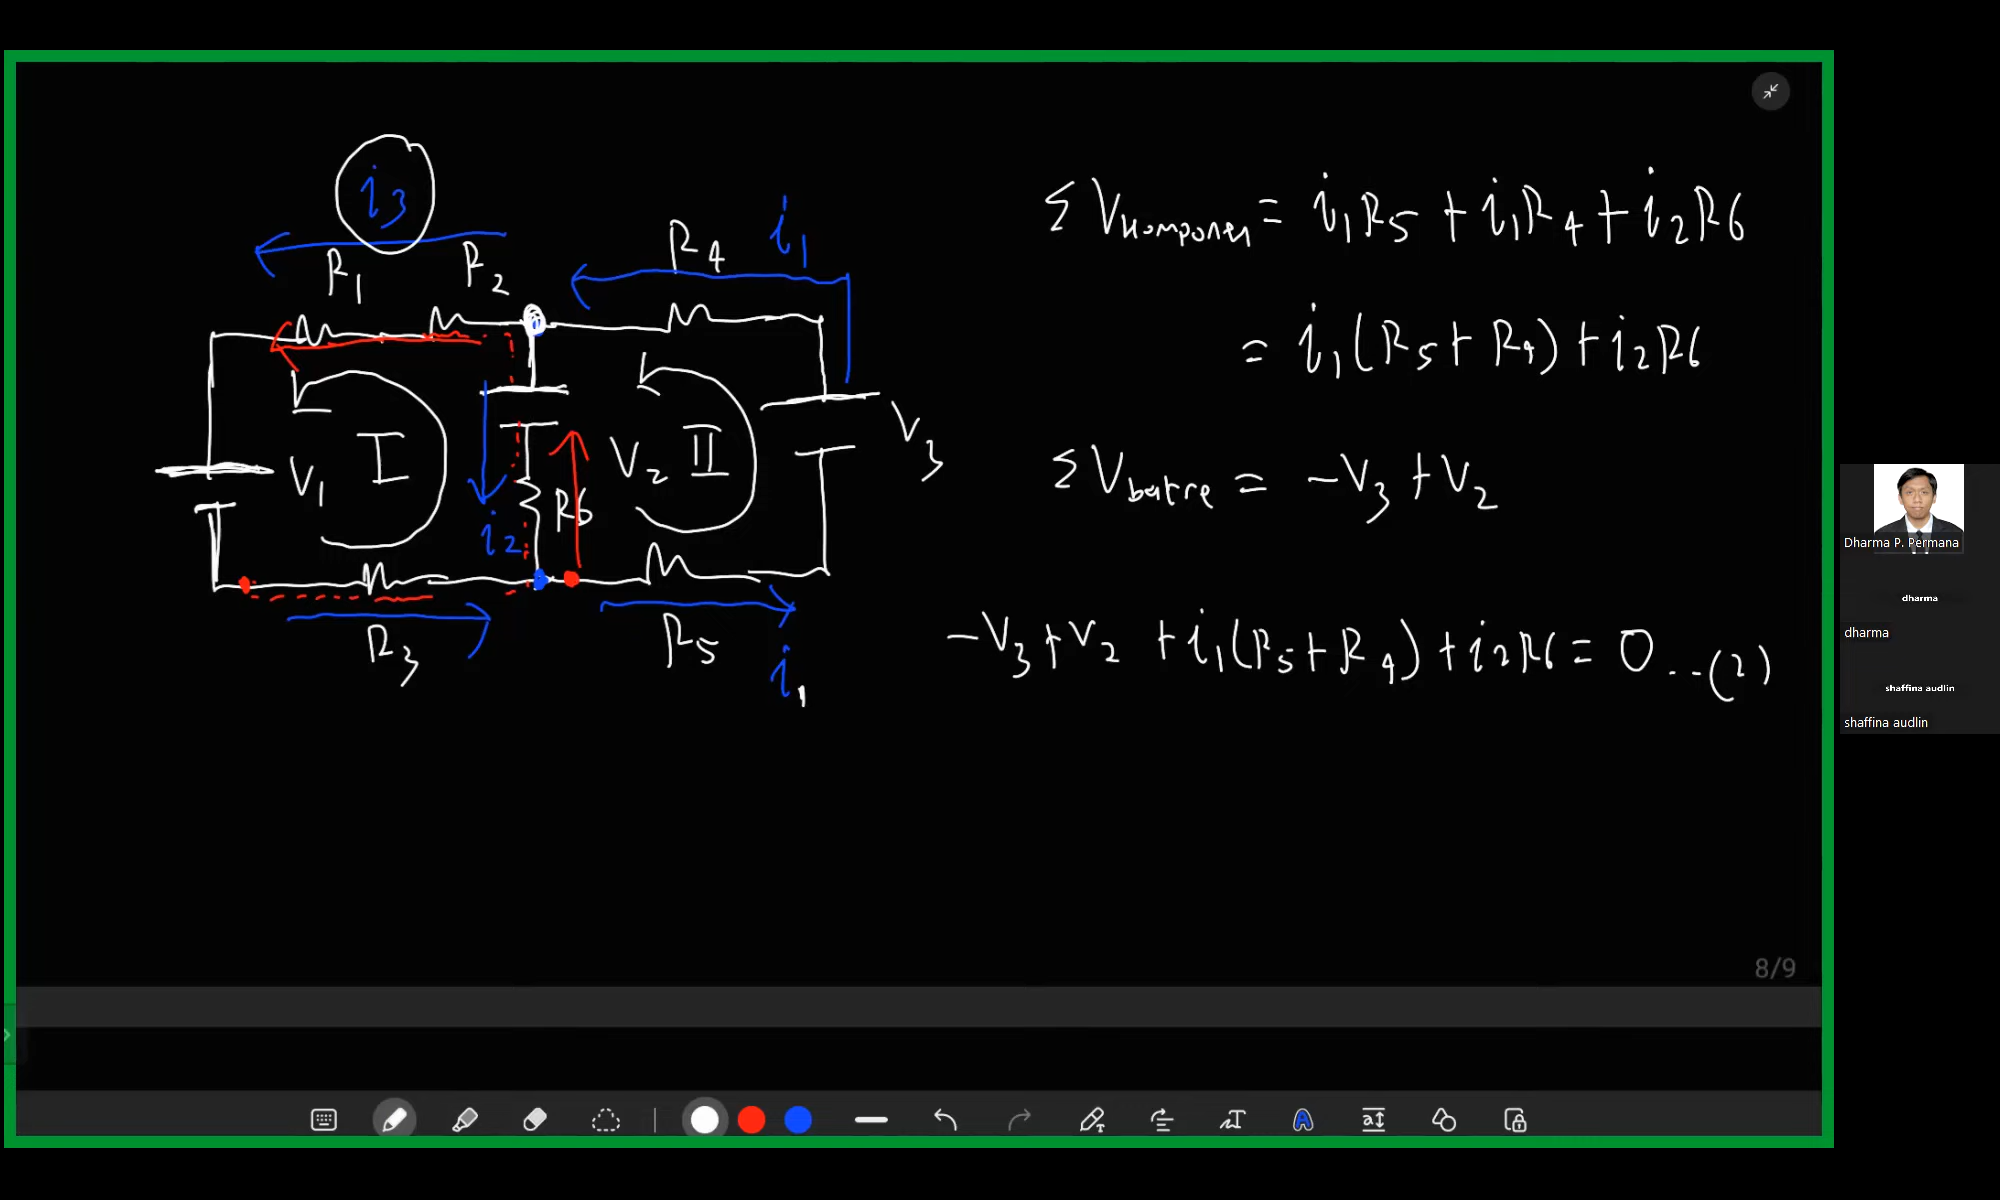 i3
i1
R1
R2
R4
V1
I
V2
II
V3
R6
i2
R3
R5
i1
ΣVkomponen = i1R5 + i1R4 + i2R6
= i1(R5 + R4) + i2R6
ΣVbatre = -V3 + V2
-V3 + V2 + i1(R5 + R4) + i2R6 = 0 ...(2)
8/9
Dharma P. Permana
dharma
dharma
shaffina audlin
shaffina audlin